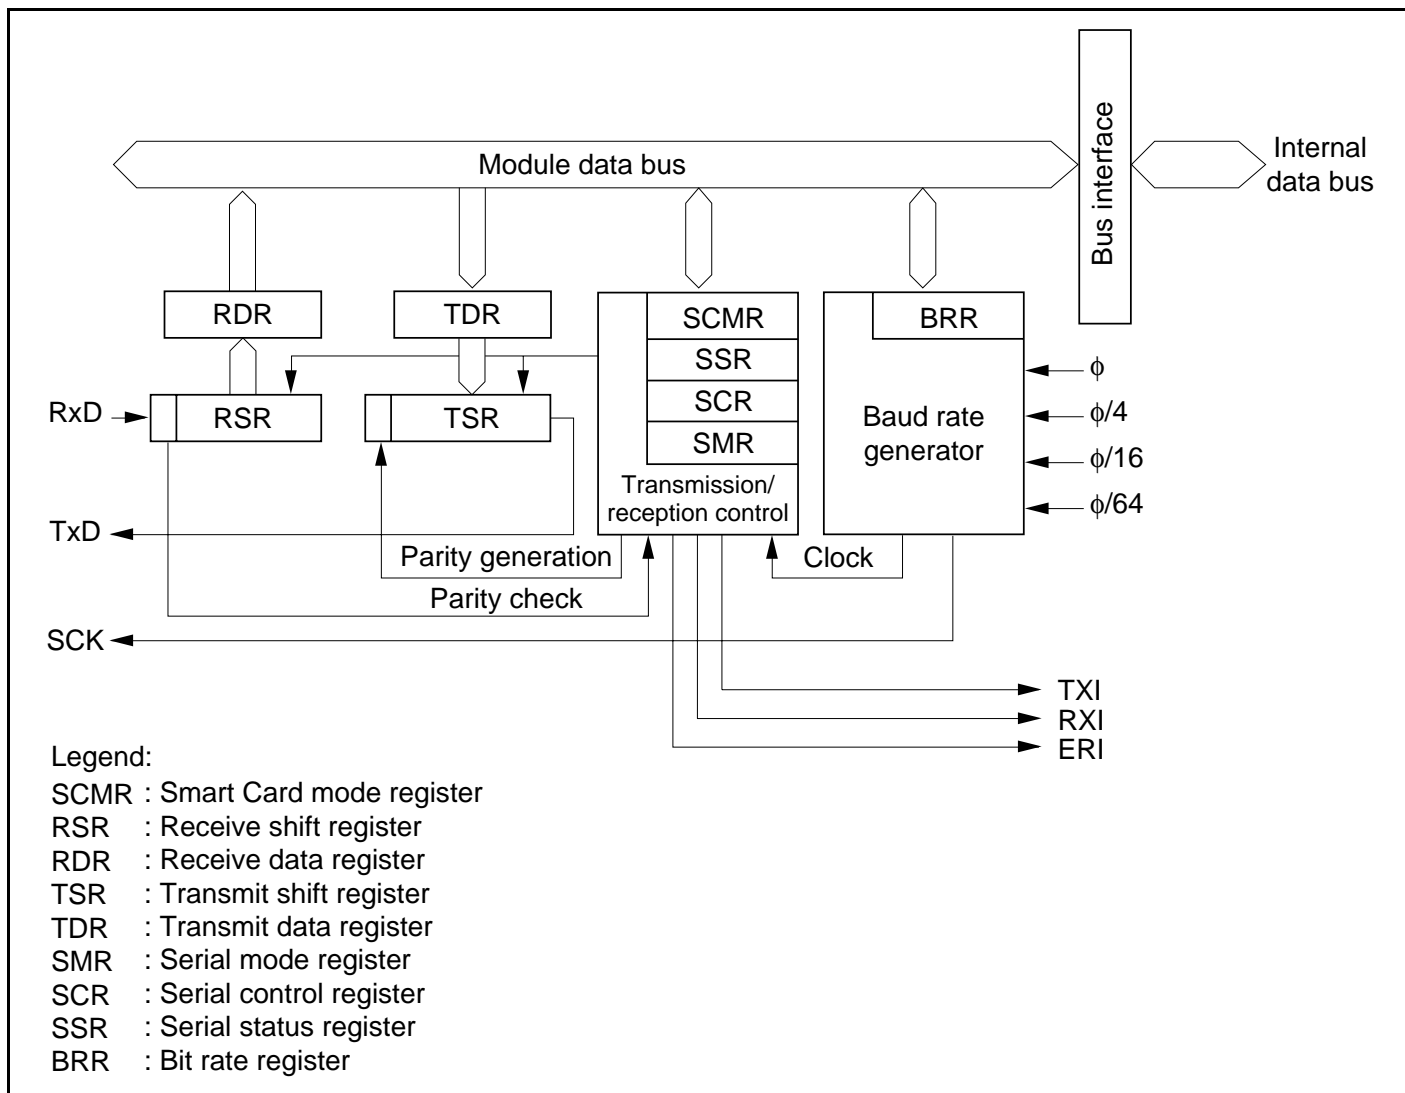 Module data bus
Bus interface
Internal
data bus
RDR
TDR
SCMR
SSR
SCR
SMR
Transmission/
reception control
BRR
Baud rate
generator
ϕ
ϕ/4
ϕ/16
ϕ/64
RxD
RSR
TSR
TxD
Parity generation
Clock
Parity check
SCK
TXI
RXI
ERI
Legend:
SCMR : Smart Card mode register
RSR : Receive shift register
RDR : Receive data register
TSR : Transmit shift register
TDR : Transmit data register
SMR : Serial mode register
SCR : Serial control register
SSR : Serial status register
BRR : Bit rate register